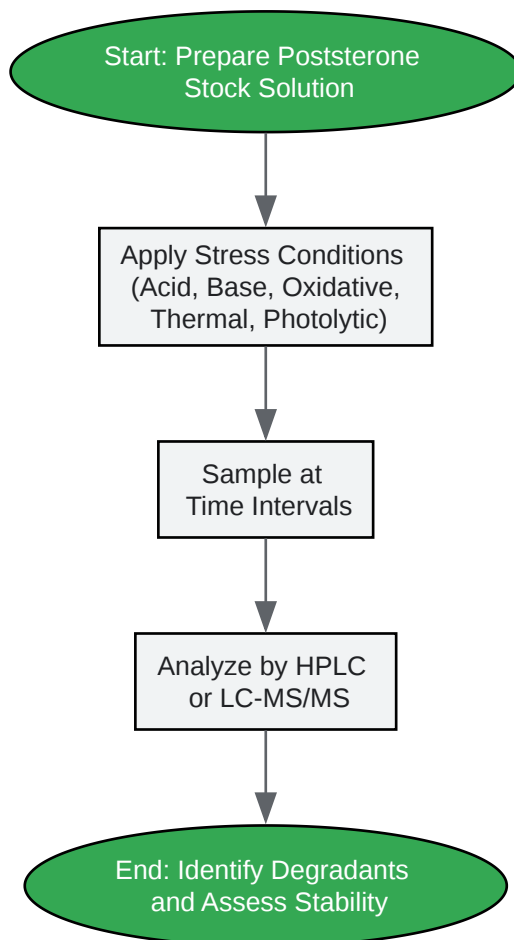 Start: Prepare Poststerone
Stock Solution
Apply Stress Conditions
(Acid, Base, Oxidative,
Thermal, Photolytic)
Sample at
Time Intervals
Analyze by HPLC
or LC-MS/MS
End: Identify Degradants
and Assess Stability